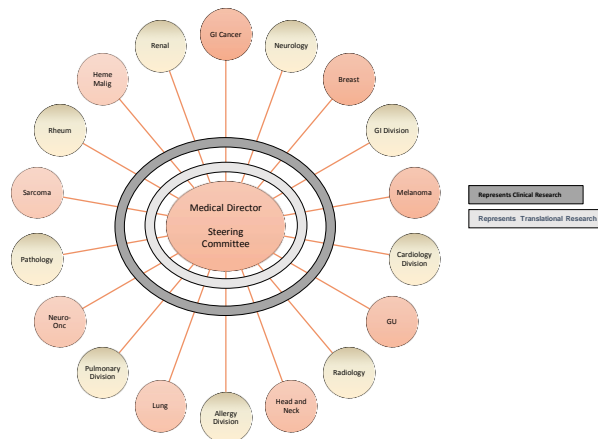 GI Cancer
Neurology
Breast
GI Division
Melanoma
Cardiology
Division
GU
Radiology
Head and
Neck
Allergy
Division
Lung
Pulmonary
Division
Neuro-
Onc
Pathology
Sarcoma
Rheum
Heme
Malig
Renal
Medical Director
Steering
Committee
Represents Clinical Research
Represents Translational Research